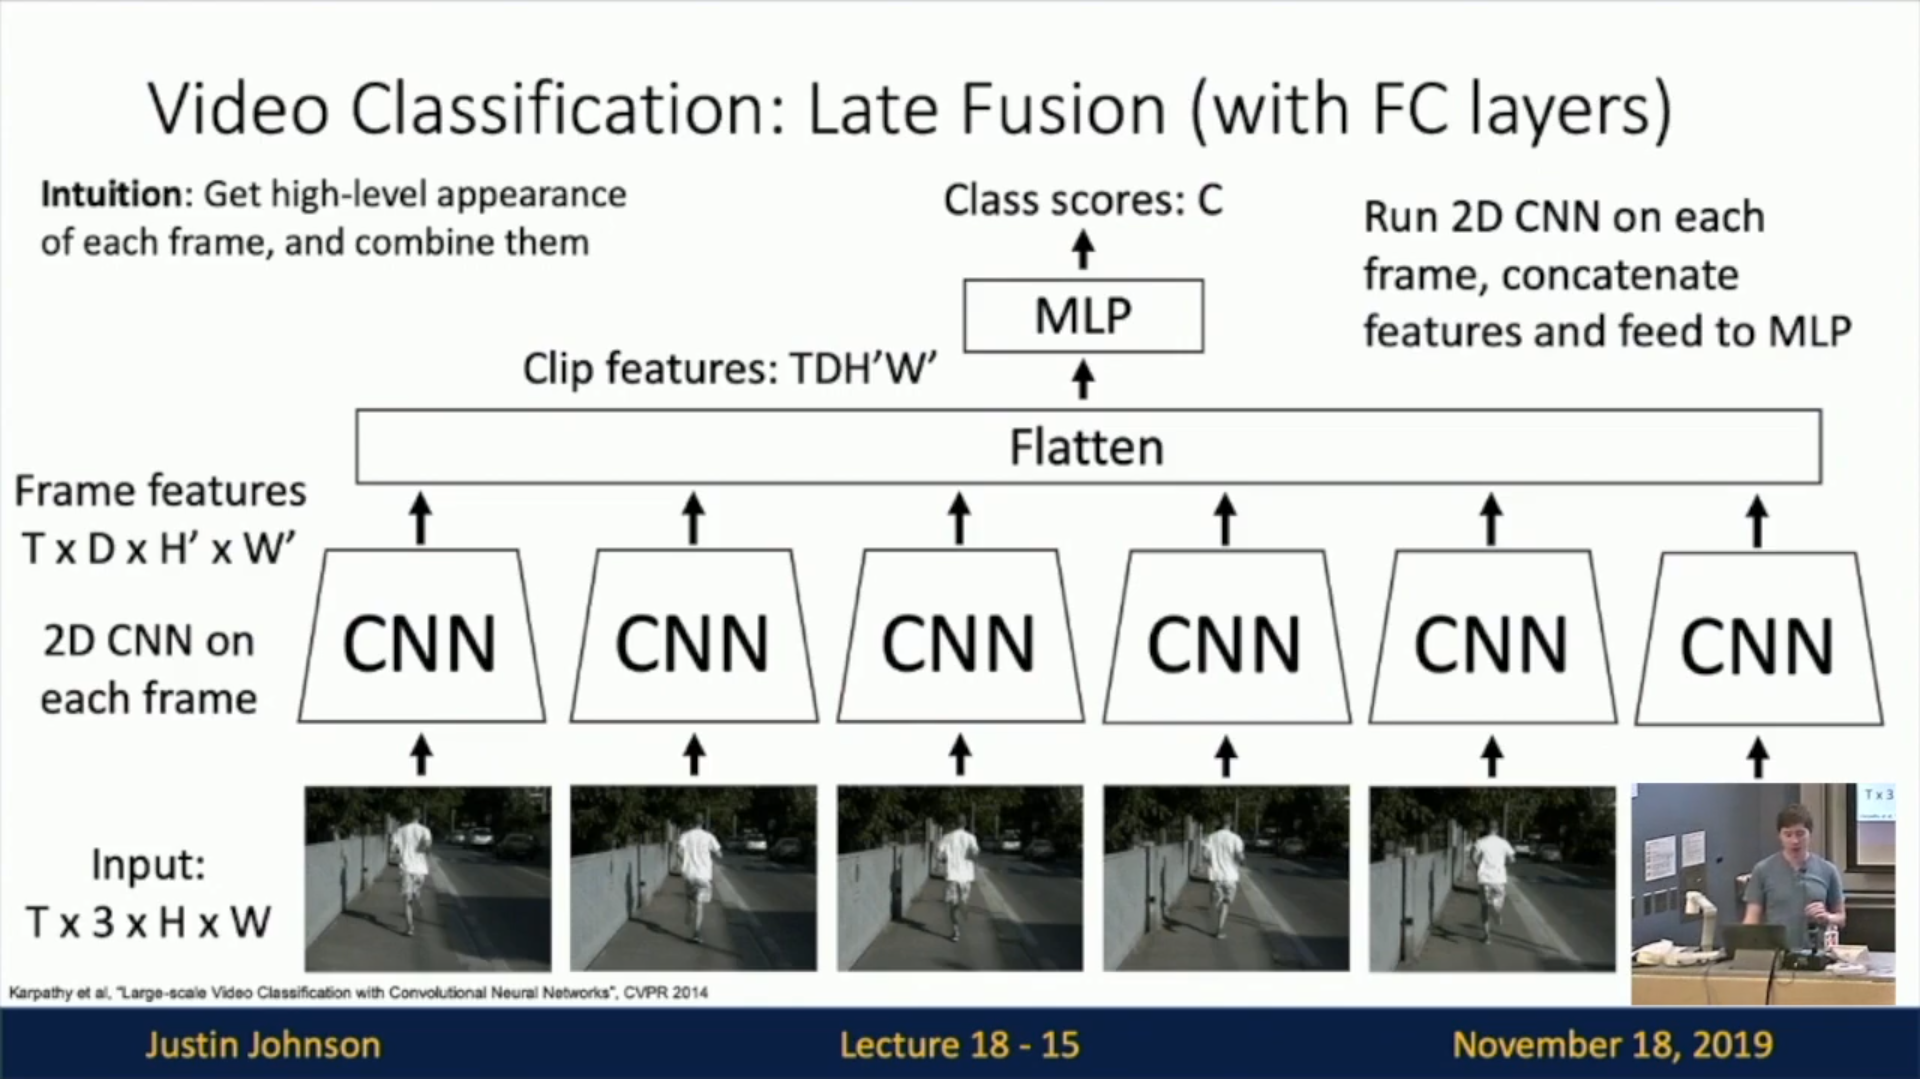 Video Classification: Late Fusion (with FC layers)
Intuition: Get high-level appearance
of each frame, and combine them
Class scores: C
Run 2D CNN on each
frame, concatenate
features and feed to MLP
MLP
Clip features: TDH’W’
Flatten
Frame features
T x D x H’ x W’
CNN CNN CNN CNN CNN CNN
2D CNN on
each frame
Input:
T x 3 x H x W
T x 3
Karpathy et al, “Large-scale Video Classification with Convolutional Neural Networks”, CVPR 2014
Justin Johnson
Lecture 18 - 15
November 18, 2019